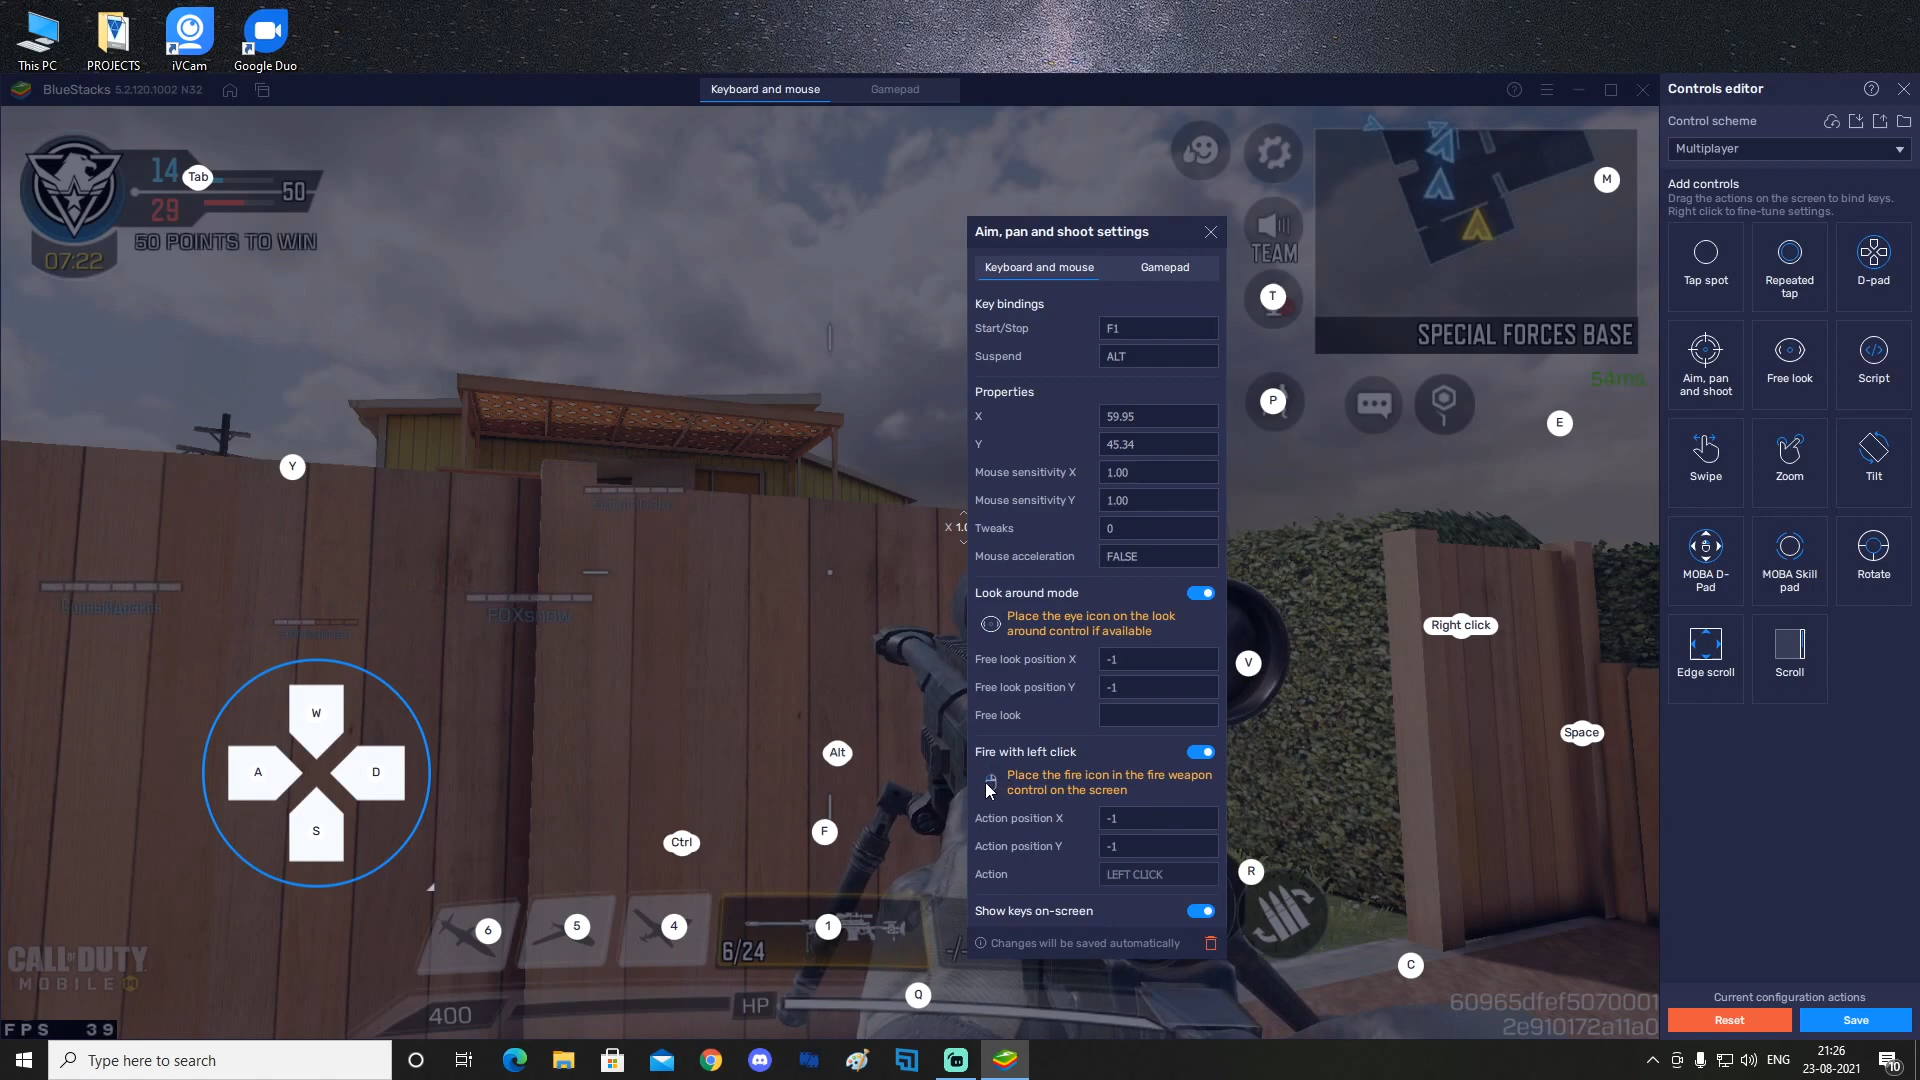 This PC
PROJECTS
iVCam
Google Duo
BlueStacks 5.2.120.1002 N32
Keyboard and mouse
Gamepad
Controls editor
Control scheme
Multiplayer
Add controls
Drag the actions on the screen to bind keys.
Right click to fine-tune settings.
Tap spot
Repeated
tap
D-pad
Aim, pan
and shoot
Free look
Script
Swipe
Zoom
Tilt
MOBA D-
Pad
MOBA Skill
pad
Rotate
Edge scroll
Scroll
Current configuration actions
Reset
Save
14
29
50
50 POINTS TO WIN
07:22
Tab
Y
W
A
D
S
Alt
F
Ctrl
6
5
4
1
6/24
Q
400
HP
CALL OF DUTY
MOBILE
FPS 39
FOXsnow
X 1.0
Aim, pan and shoot settings
Keyboard and mouse
Gamepad
Key bindings
Start/Stop
F1
Suspend
ALT
Properties
X
59.95
Y
45.34
Mouse sensitivity X
1.00
Mouse sensitivity Y
1.00
Tweaks
0
Mouse acceleration
FALSE
Look around mode
Place the eye icon on the look
around control if available
Free look position X
-1
Free look position Y
-1
Free look
Fire with left click
Place the fire icon in the fire weapon
control on the screen
Action position X
-1
Action position Y
-1
Action
LEFT CLICK
Show keys on-screen
Changes will be saved automatically
TEAM
T
M
SPECIAL FORCES BASE
54ms
P
E
Right click
V
Space
R
C
60965dfef5070001
2e910172a11a0
Type here to search
ENG
21:26
23-08-2021
10